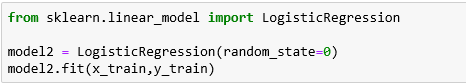 from sklearn.linear_model import LogisticRegression
model2 = LogisticRegression(random_state=0)
model2.fit(x_train,y_train)